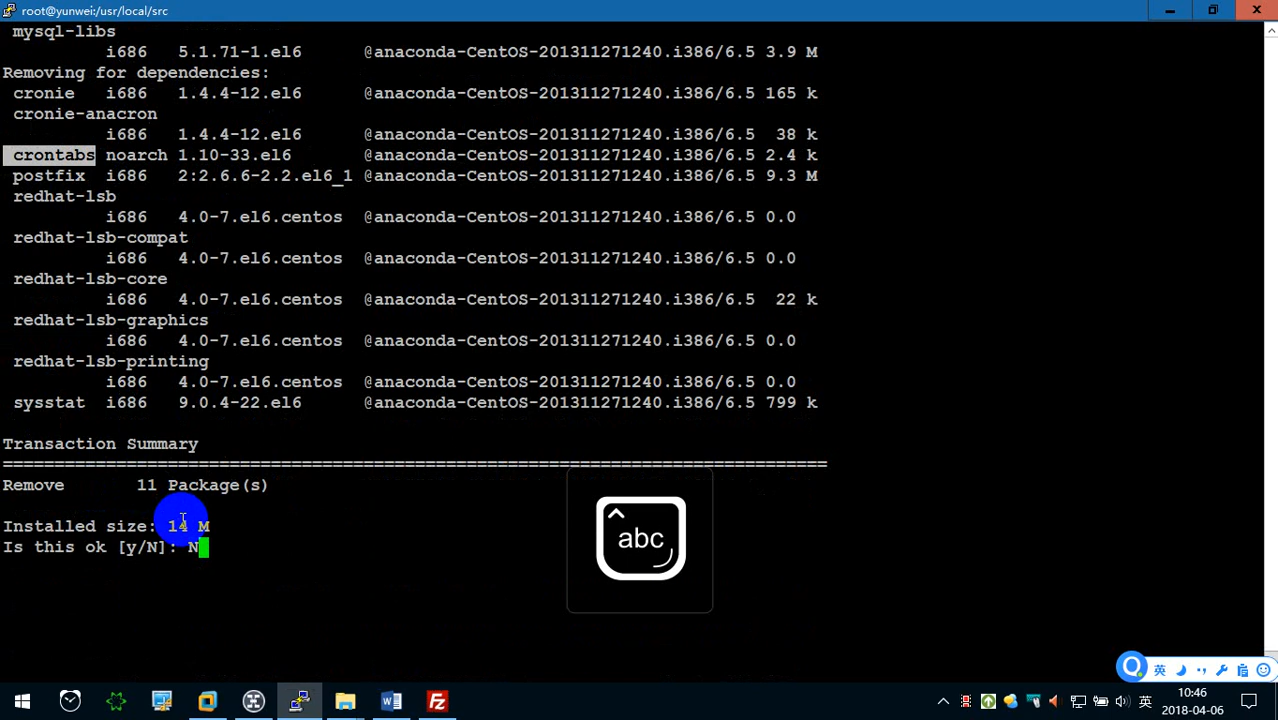 root@yunwei:/usr/local/src
mysql-libs
i686 5.1.71-1.el6 @anaconda-CentOS-201311271240.i386/6.5 3.9 M
Removing for dependencies:
cronie i686 1.4.4-12.el6 @anaconda-CentOS-201311271240.i386/6.5 165 k
cronie-anacron
i686 1.4.4-12.el6 @anaconda-CentOS-201311271240.i386/6.5 38 k
crontabs noarch 1.10-33.el6 @anaconda-CentOS-201311271240.i386/6.5 2.4 k
postfix i686 2:2.6.6-2.2.el6_1 @anaconda-CentOS-201311271240.i386/6.5 9.3 M
redhat-lsb
i686 4.0-7.el6.centos @anaconda-CentOS-201311271240.i386/6.5 0.0
redhat-lsb-compat
i686 4.0-7.el6.centos @anaconda-CentOS-201311271240.i386/6.5 0.0
redhat-lsb-core
i686 4.0-7.el6.centos @anaconda-CentOS-201311271240.i386/6.5 22 k
redhat-lsb-graphics
i686 4.0-7.el6.centos @anaconda-CentOS-201311271240.i386/6.5 0.0
redhat-lsb-printing
i686 4.0-7.el6.centos @anaconda-CentOS-201311271240.i386/6.5 0.0
sysstat i686 9.0.4-22.el6 @anaconda-CentOS-201311271240.i386/6.5 799 k
Transaction Summary
================================================================================
Remove 11 Package(s)
Installed size: 14 M
Is this ok [y/N]: N
abc
英
英
10:46
2018-04-06